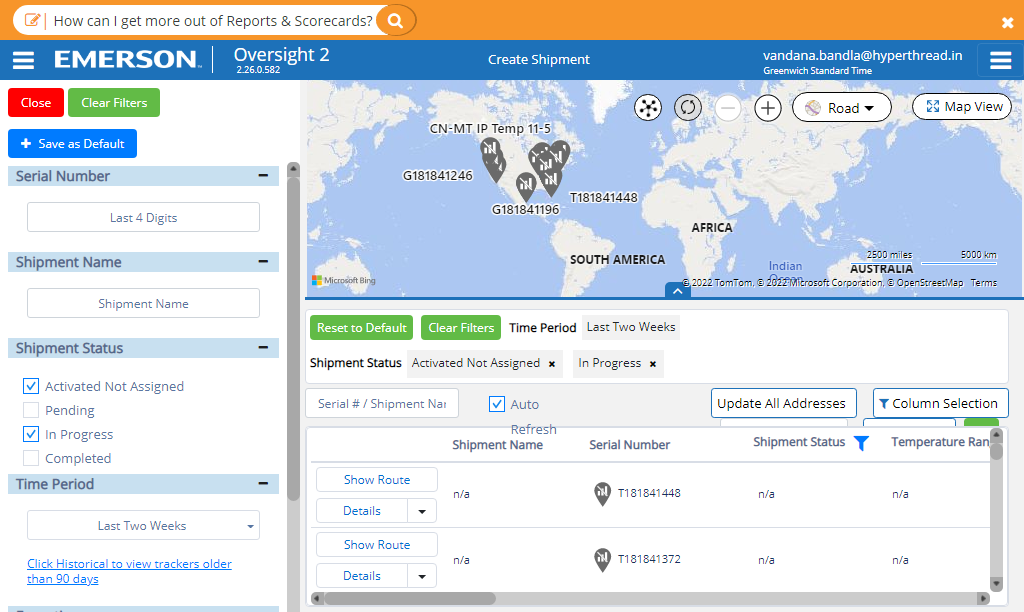 How can I get more out of Reports & Scorecards?
EMERSON
Oversight 2
2.26.0.582
Create Shipment
vandana.bandla@hyperthread.in
Greenwich Standard Time
Close
Clear Filters
Save as Default
Serial Number
Last 4 Digits
Shipment Name
Shipment Name
Shipment Status
Activated Not Assigned
Pending
In Progress
Completed
Time Period
Last Two Weeks
Click Historical to view trackers older
than 90 days
Road
Map View
CN-MT IP Temp 11-5
G181841246
T181841448
G181841196
AFRICA
SOUTH AMERICA
Indian
Ocean
AUSTRALIA
2500 miles
5000 km
Microsoft Bing
© 2022 TomTom, © 2022 Microsoft Corporation, © OpenStreetMap Terms
Reset to Default
Clear Filters
Time Period
Last Two Weeks
Shipment Status
Activated Not Assigned ×
In Progress ×
Serial # / Shipment Nar
Auto
Refresh
Update All Addresses
Column Selection
Shipment Name
Serial Number
Shipment Status
Temperature Ran
Show Route
Details
n/a
T181841448
n/a
n/a
Show Route
Details
n/a
T181841372
n/a
n/a